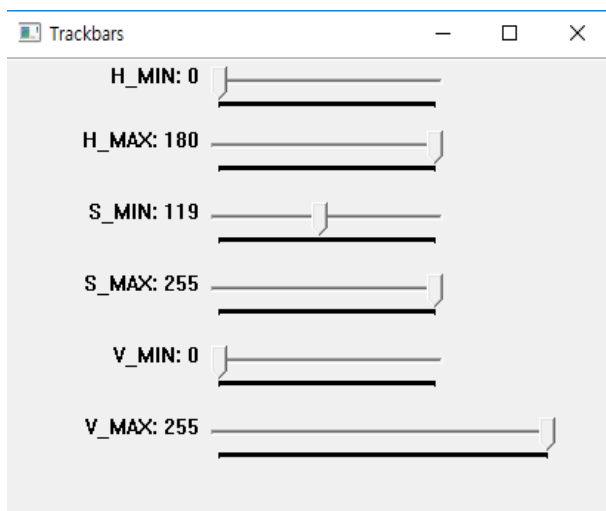 Trackbars
H_MIN: 0
H_MAX: 180
S_MIN: 119
S_MAX: 255
V_MIN: 0
V_MAX: 255